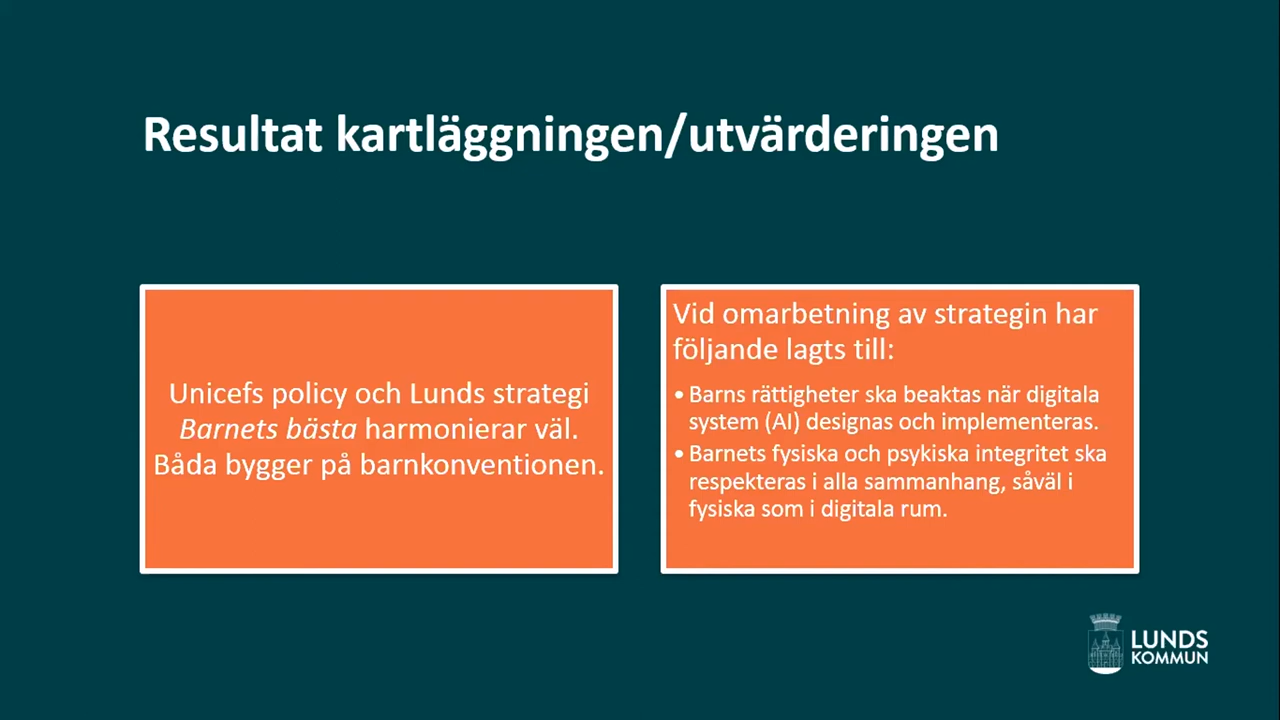 Resultat kartläggningen/utvärderingen
Unicefs policy och Lunds strategi
Barnets bästa harmonierar väl.
Båda bygger på barnkonventionen.
Vid omarbetning av strategin har
följande lagts till:
• Barns rättigheter ska beaktas när digitala
system (AI) designas och implementeras.
• Barnets fysiska och psykiska integritet ska
respekteras i alla sammanhang, såväl i
fysiska som i digitala rum.
LUNDS
KOMMUN